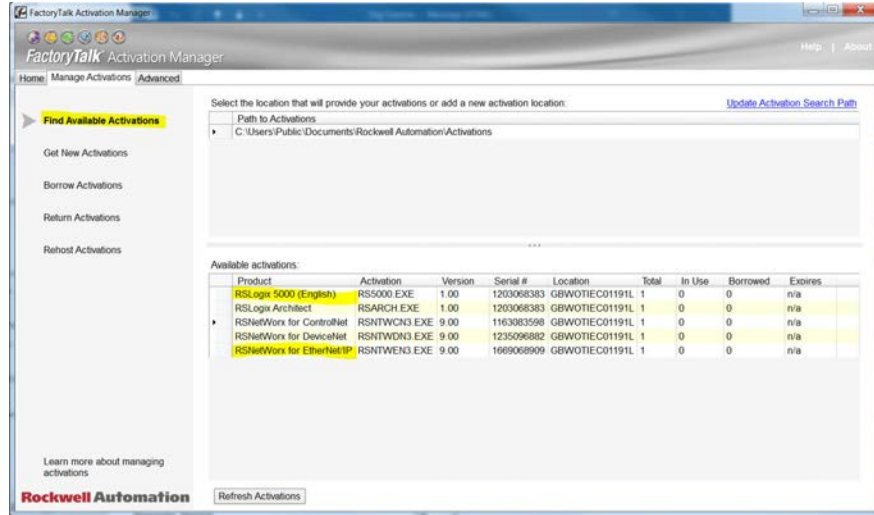 FactoryTalk Activation Manager
FactoryTalk Activation Manager
Help | About
Home Manage Activations Advanced
Find Available Activations
Get New Activations
Borrow Activations
Return Activations
Rehost Activations
Learn more about managing
activations
Rockwell Automation
Select the location that will provide your activations or add a new activation location:
Update Activation Search Path
Path to Activations
C:\Users\Public\Documents\Rockwell Automation\Activations
Available activations:
Product Activation Version Serial # Location Total In Use Borrowed Expires
RSLogix 5000 (English) RS5000.EXE 1.00 1203068383 GBWOTIEC01191L 1 0 0 n/a
RSLogix Architect RSARCH.EXE 1.00 1203068383 GBWOTIEC01191L 1 0 0 n/a
RSNetWorx for ControlNet RSNTWCN3.EXE 9.00 1163083598 GBWOTIEC01191L 1 0 0 n/a
RSNetWorx for DeviceNet RSNTWDN3.EXE 9.00 1235096882 GBWOTIEC01191L 1 0 0 n/a
RSNetWorx for EtherNet/IP RSNTWEN3.EXE 9.00 1669068909 GBWOTIEC01191L 1 0 0 n/a
Refresh Activations